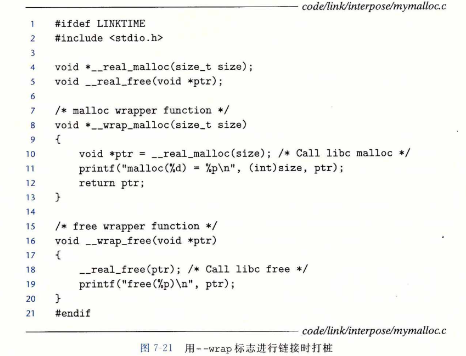 code/link/interpose/mymalloc.c
1 #ifdef LINKTIME
2 #include <stdio.h>
3
4 void *__real_malloc(size_t size);
5 void __real_free(void *ptr);
6
7 /* malloc wrapper function */
8 void *__wrap_malloc(size_t size)
9 {
10     void *ptr = __real_malloc(size); /* Call libc malloc */
11     printf("malloc(%d) = %p\n", (int)size, ptr);
12     return ptr;
13 }
14
15 /* free wrapper function */
16 void __wrap_free(void *ptr)
17 {
18     __real_free(ptr); /* Call libc free */
19     printf("free(%p)\n", ptr);
20 }
21 #endif
code/link/interpose/mymalloc.c
图 7-21 用--wrap 标志进行链接时打桩